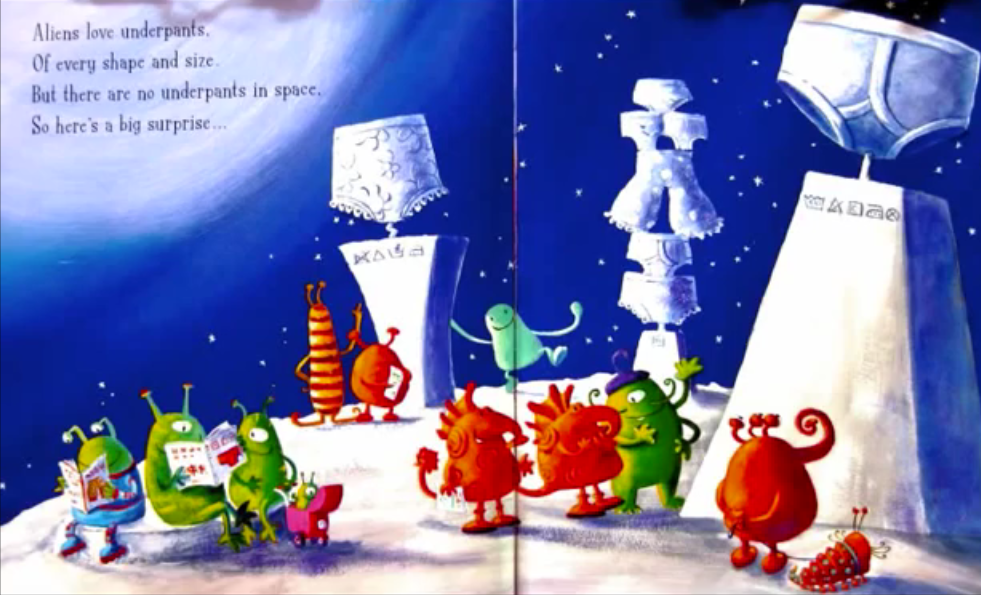 Aliens love underpants,
Of every shape and size.
But there are no underpants in space,
So here's a big surprise...